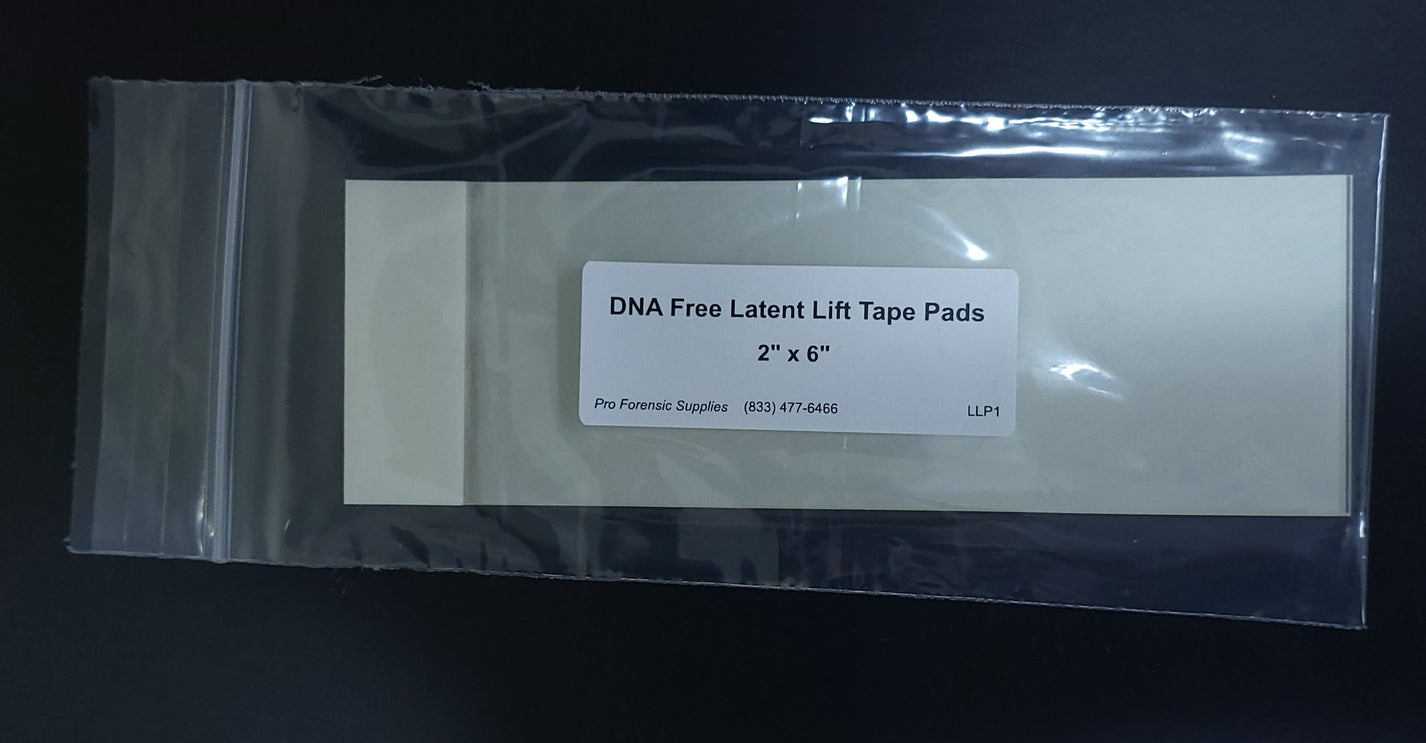 DNA Free Latent Lift Tape Pads
2" x 6"
Pro Forensic Supplies (833) 477-6466 LLP1